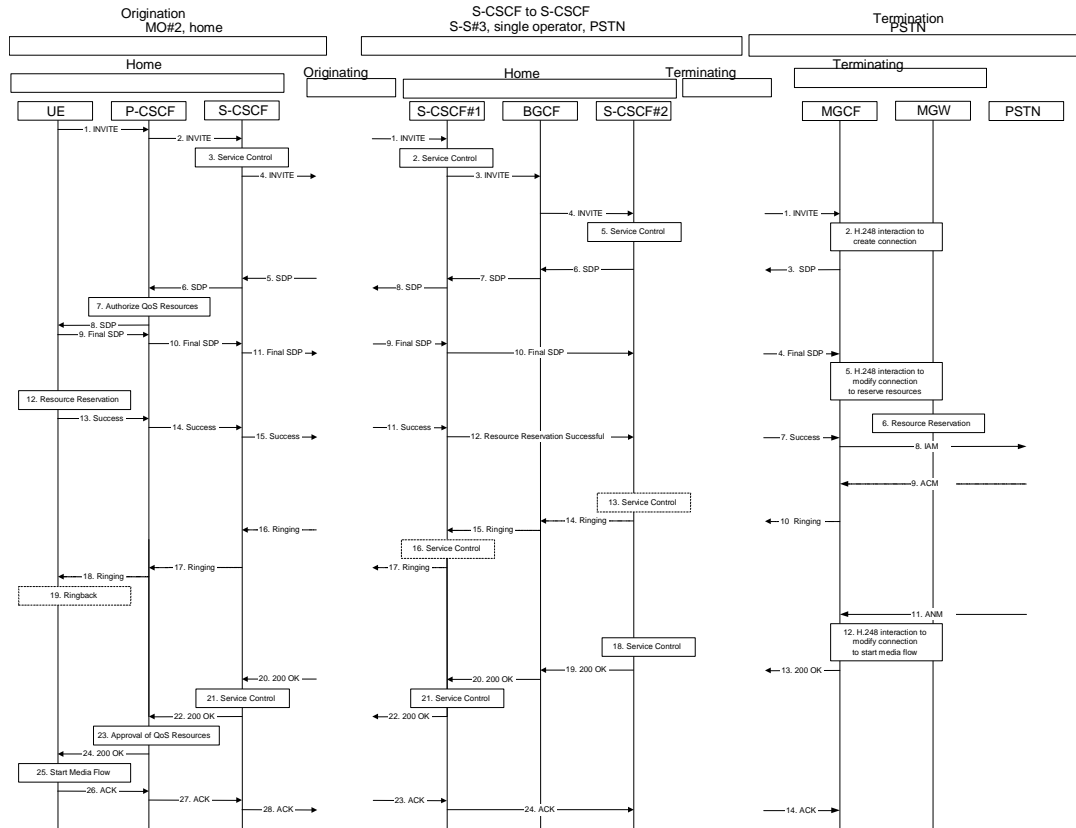 Origination
MO#2, home
S-CSCF to S-CSCF
S-S#3, single operator, PSTN
Termination
PSTN
Home
Originating
Home
Terminating
Terminating
UE
P-CSCF
S-CSCF
S-CSCF#1
BGCF
S-CSCF#2
MGCF
MGW
PSTN
1. INVITE
2. INVITE
3. Service Control
4. INVITE
5. SDP
6. SDP
7. Authorize QoS Resources
8. SDP
9. Final SDP
10. Final SDP
11. Final SDP
12. Resource Reservation
13. Success
14. Success
15. Success
16. Ringing
17. Ringing
18. Ringing
19. Ringback
20. 200 OK
21. Service Control
22. 200 OK
23. Approval of QoS Resources
24. 200 OK
25. Start Media Flow
26. ACK
27. ACK
28. ACK
1. INVITE
2. Service Control
3. INVITE
4. INVITE
5. Service Control
6. SDP
7. SDP
8. SDP
9. Final SDP
10. Final SDP
11. Success
12. Resource Reservation Successful
13. Service Control
14. Ringing
15. Ringing
16. Service Control
17. Ringing
18. Service Control
19. 200 OK
20. 200 OK
21. Service Control
22. 200 OK
23. ACK
24. ACK
1. INVITE
2. H.248 interaction to
create connection
3. SDP
4. Final SDP
5. H.248 interaction to
modify connection
to reserve resources
6. Resource Reservation
7. Success
8. IAM
9. ACM
10 Ringing
11. ANM
12. H.248 interaction to
modify connection
to start media flow
13. 200 OK
14. ACK